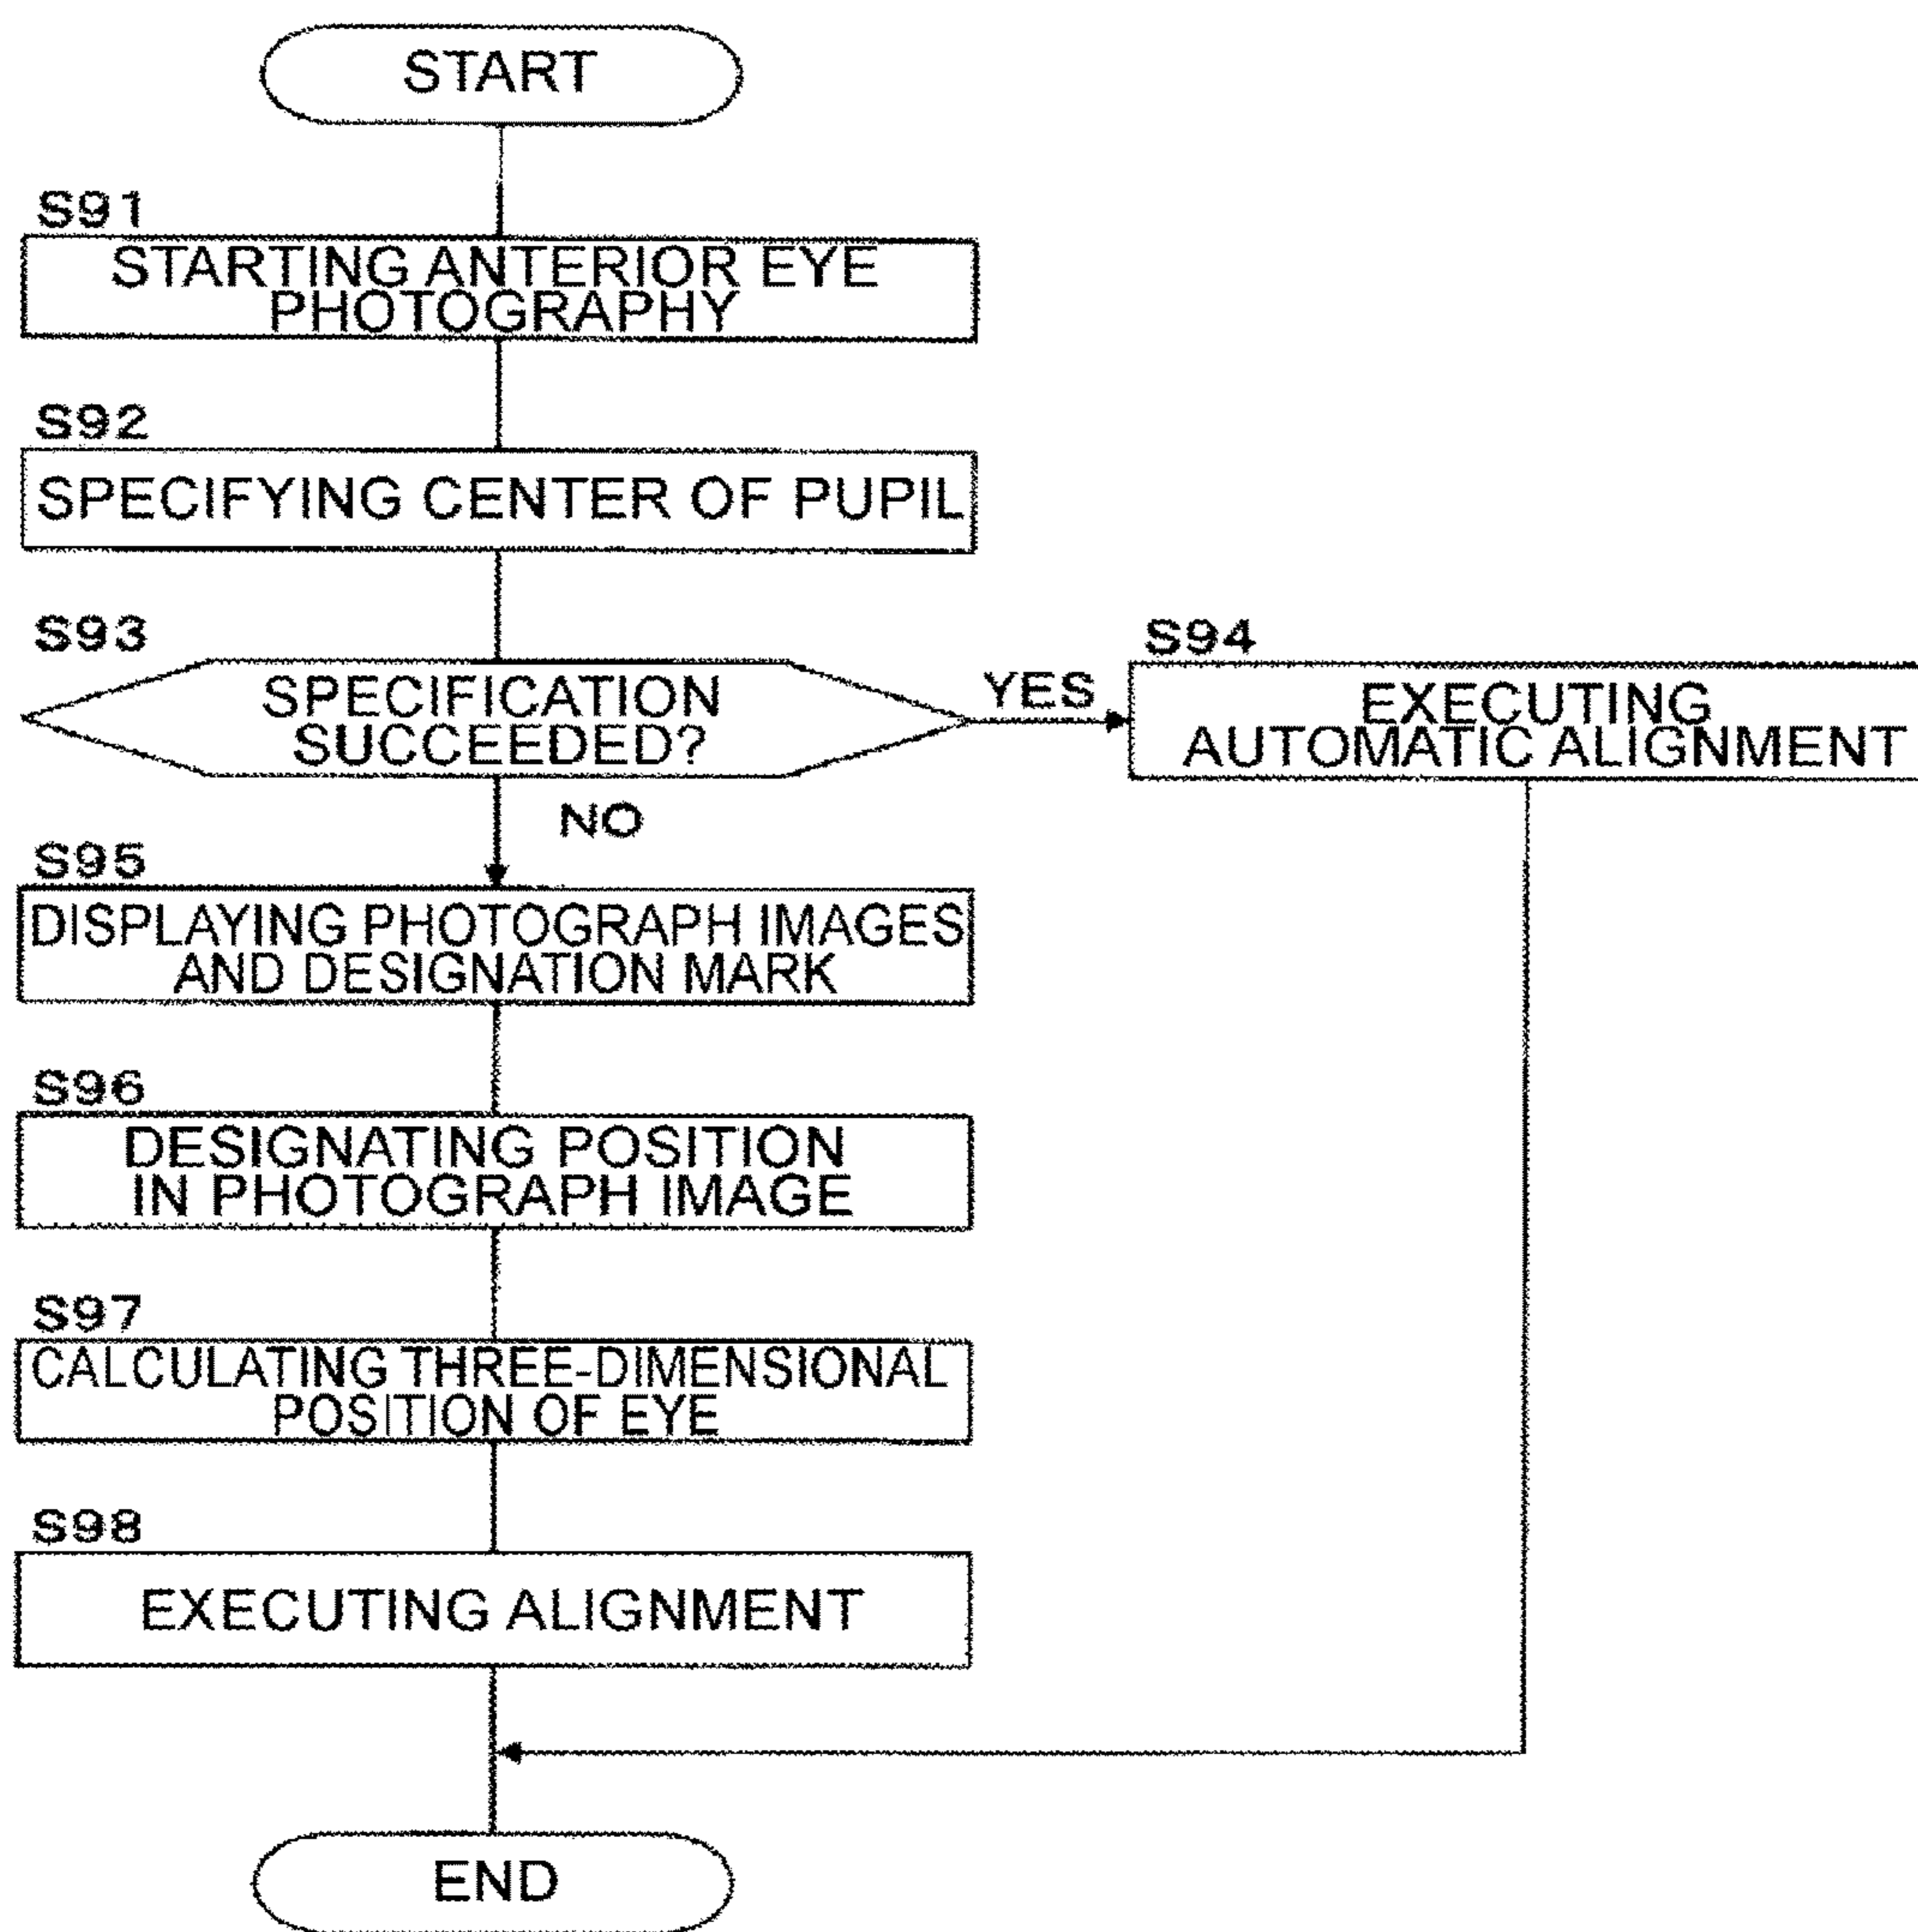 START
S91
STARTING ANTERIOR EYE
PHOTOGRAPHY
S92
SPECIFYING CENTER OF PUPIL
S93
SPECIFICATION
SUCCEEDED?
YES
S94
EXECUTING
AUTOMATIC ALIGNMENT
NO
S95
DISPLAYING PHOTOGRAPH IMAGES
AND DESIGNATION MARK
S96
DESIGNATING POSITION
IN PHOTOGRAPH IMAGE
S97
CALCULATING THREE-DIMENSIONAL
POSITION OF EYE
S98
EXECUTING ALIGNMENT
END